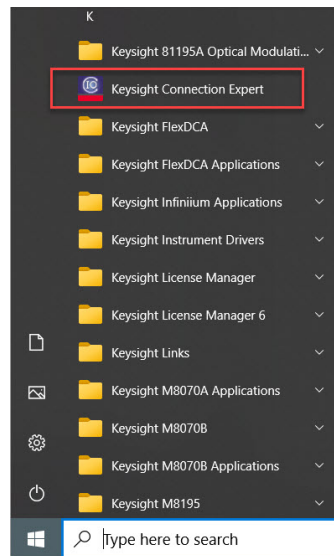 K
Keysight 81195A Optical Modulati...
IO
Keysight Connection Expert
Keysight FlexDCA
Keysight FlexDCA Applications
Keysight Infiniium Applications
Keysight Instrument Drivers
Keysight License Manager
Keysight License Manager 6
Keysight Links
Keysight M8070A Applications
Keysight M8070B
Keysight M8070B Applications
Keysight M8195
Type here to search